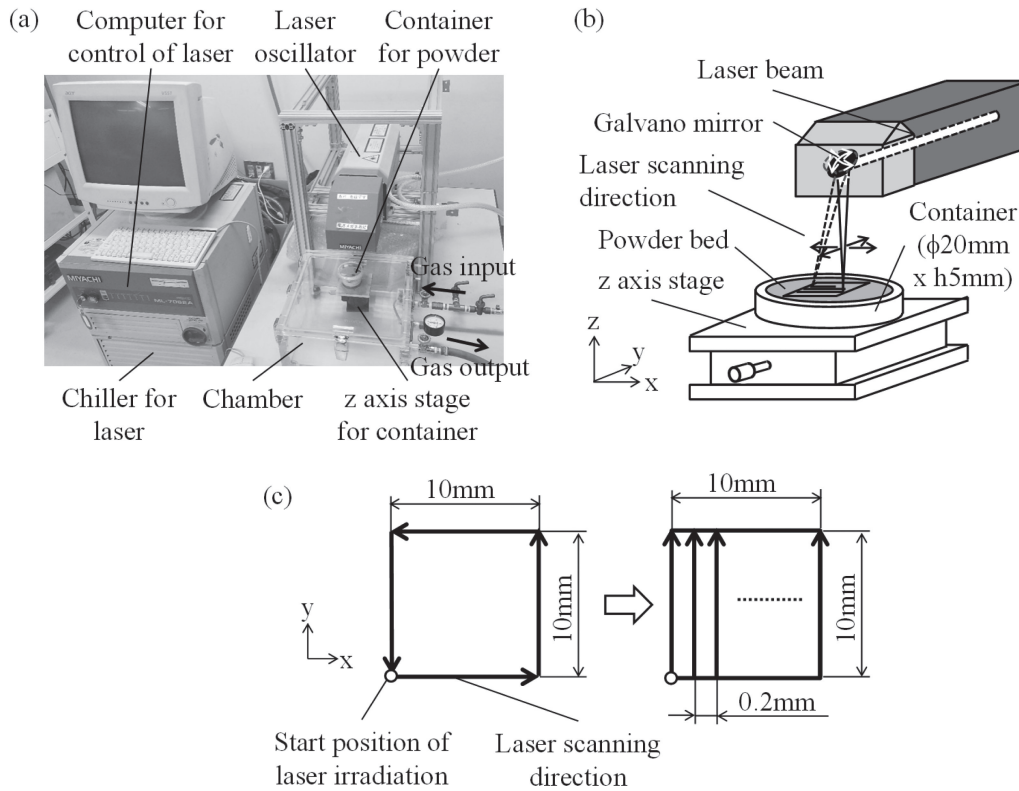 (a)
Computer for
control of laser
Laser
oscillator
Container
for powder
MIYACHI
MIYACHI
Gas input
Gas output
Chiller for
laser
Chamber
z axis stage
for container
(b)
Laser beam
Galvano mirror
Laser scanning
direction
Powder bed
z axis stage
Container
(ϕ20mm
x h5mm)
z
y
x
(c)
10mm
10mm
y
x
Start position of
laser irradiation
Laser scanning
direction
10mm
10mm
0.2mm